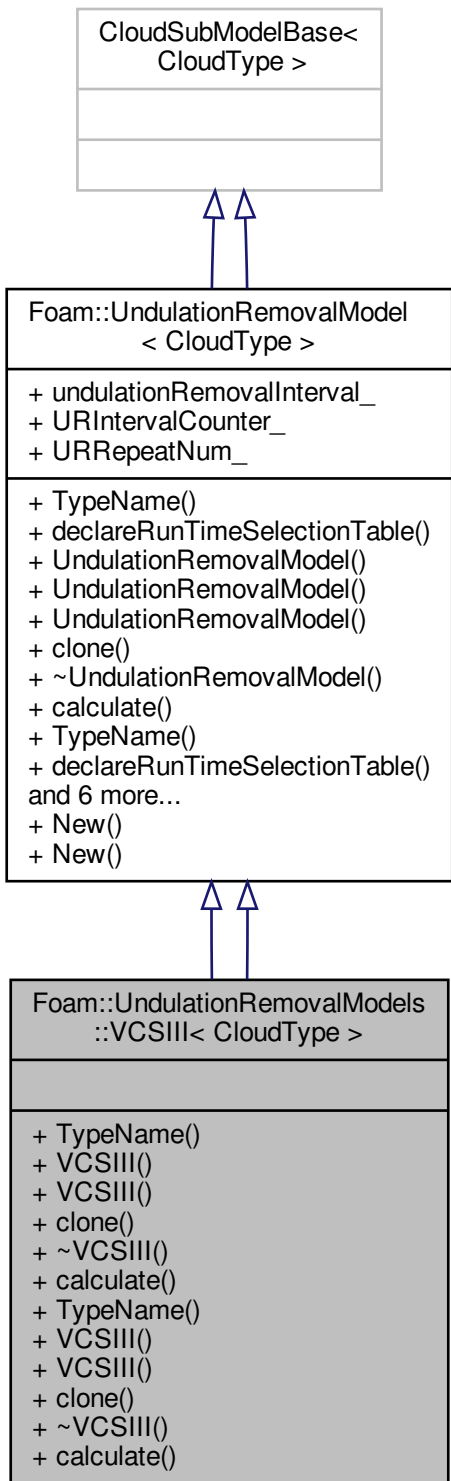 CloudSubModelBase<
CloudType >
Foam::UndulationRemovalModel
< CloudType >
+ undulationRemovalInterval_
+ URIntervalCounter_
+ URRepeatNum_
+ TypeName()
+ declareRunTimeSelectionTable()
+ UndulationRemovalModel()
+ UndulationRemovalModel()
+ UndulationRemovalModel()
+ clone()
+ ~UndulationRemovalModel()
+ calculate()
+ TypeName()
+ declareRunTimeSelectionTable()
and 6 more...
+ New()
+ New()
Foam::UndulationRemovalModels
::VCSIII< CloudType >
+ TypeName()
+ VCSIII()
+ VCSIII()
+ clone()
+ ~VCSIII()
+ calculate()
+ TypeName()
+ VCSIII()
+ VCSIII()
+ clone()
+ ~VCSIII()
+ calculate()